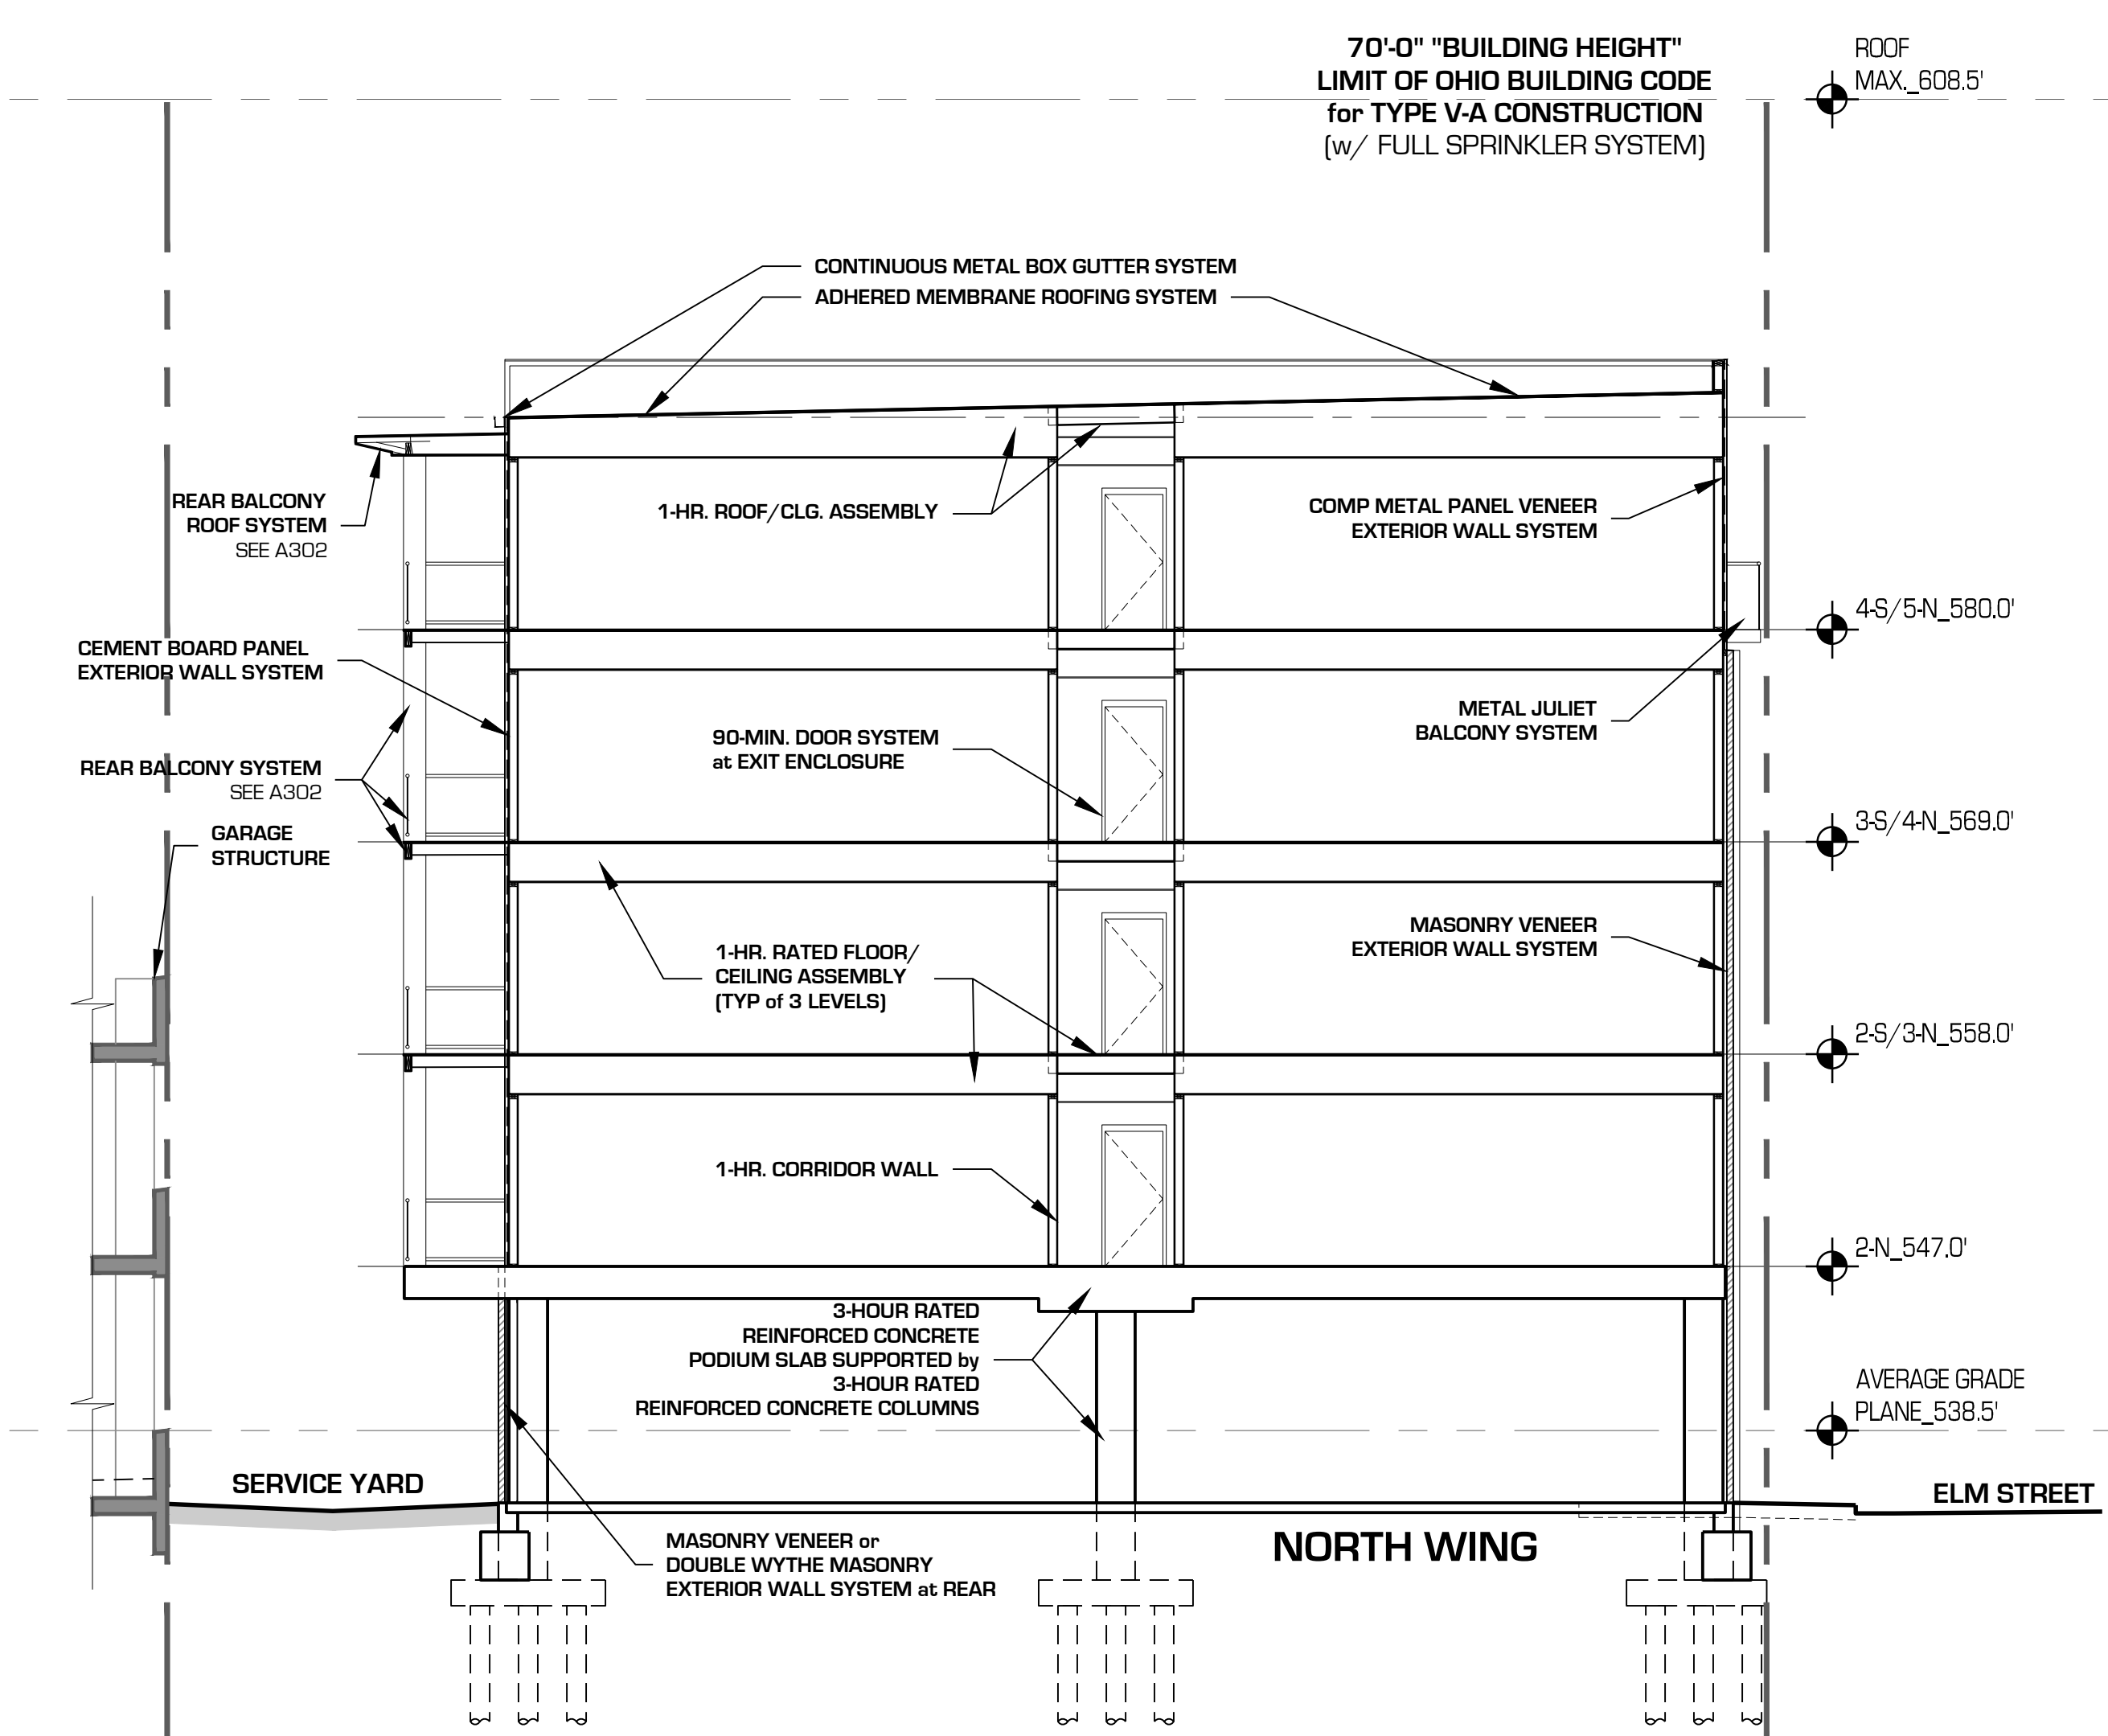 70'-0" "BUILDING HEIGHT"
LIMIT OF OHIO BUILDING CODE
for TYPE V-A CONSTRUCTION
(w/ FULL SPRINKLER SYSTEM)
ROOF
MAX._608.5'
CONTINUOUS METAL BOX GUTTER SYSTEM
ADHERED MEMBRANE ROOFING SYSTEM
REAR BALCONY
ROOF SYSTEM
SEE A302
1-HR. ROOF/CLG. ASSEMBLY
COMP METAL PANEL VENEER
EXTERIOR WALL SYSTEM
4-S/5-N_580.0'
CEMENT BOARD PANEL
EXTERIOR WALL SYSTEM
METAL JULIET
BALCONY SYSTEM
90-MIN. DOOR SYSTEM
at EXIT ENCLOSURE
REAR BALCONY SYSTEM
SEE A302
3-S/4-N_569.0'
GARAGE
STRUCTURE
MASONRY VENEER
EXTERIOR WALL SYSTEM
1-HR. RATED FLOOR/
CEILING ASSEMBLY
(TYP of 3 LEVELS)
2-S/3-N_558.0'
1-HR. CORRIDOR WALL
2-N_547.0'
3-HOUR RATED
REINFORCED CONCRETE
PODIUM SLAB SUPPORTED by
3-HOUR RATED
REINFORCED CONCRETE COLUMNS
AVERAGE GRADE
PLANE_538.5'
SERVICE YARD
ELM STREET
NORTH WING
MASONRY VENEER or
DOUBLE WYTHE MASONRY
EXTERIOR WALL SYSTEM at REAR